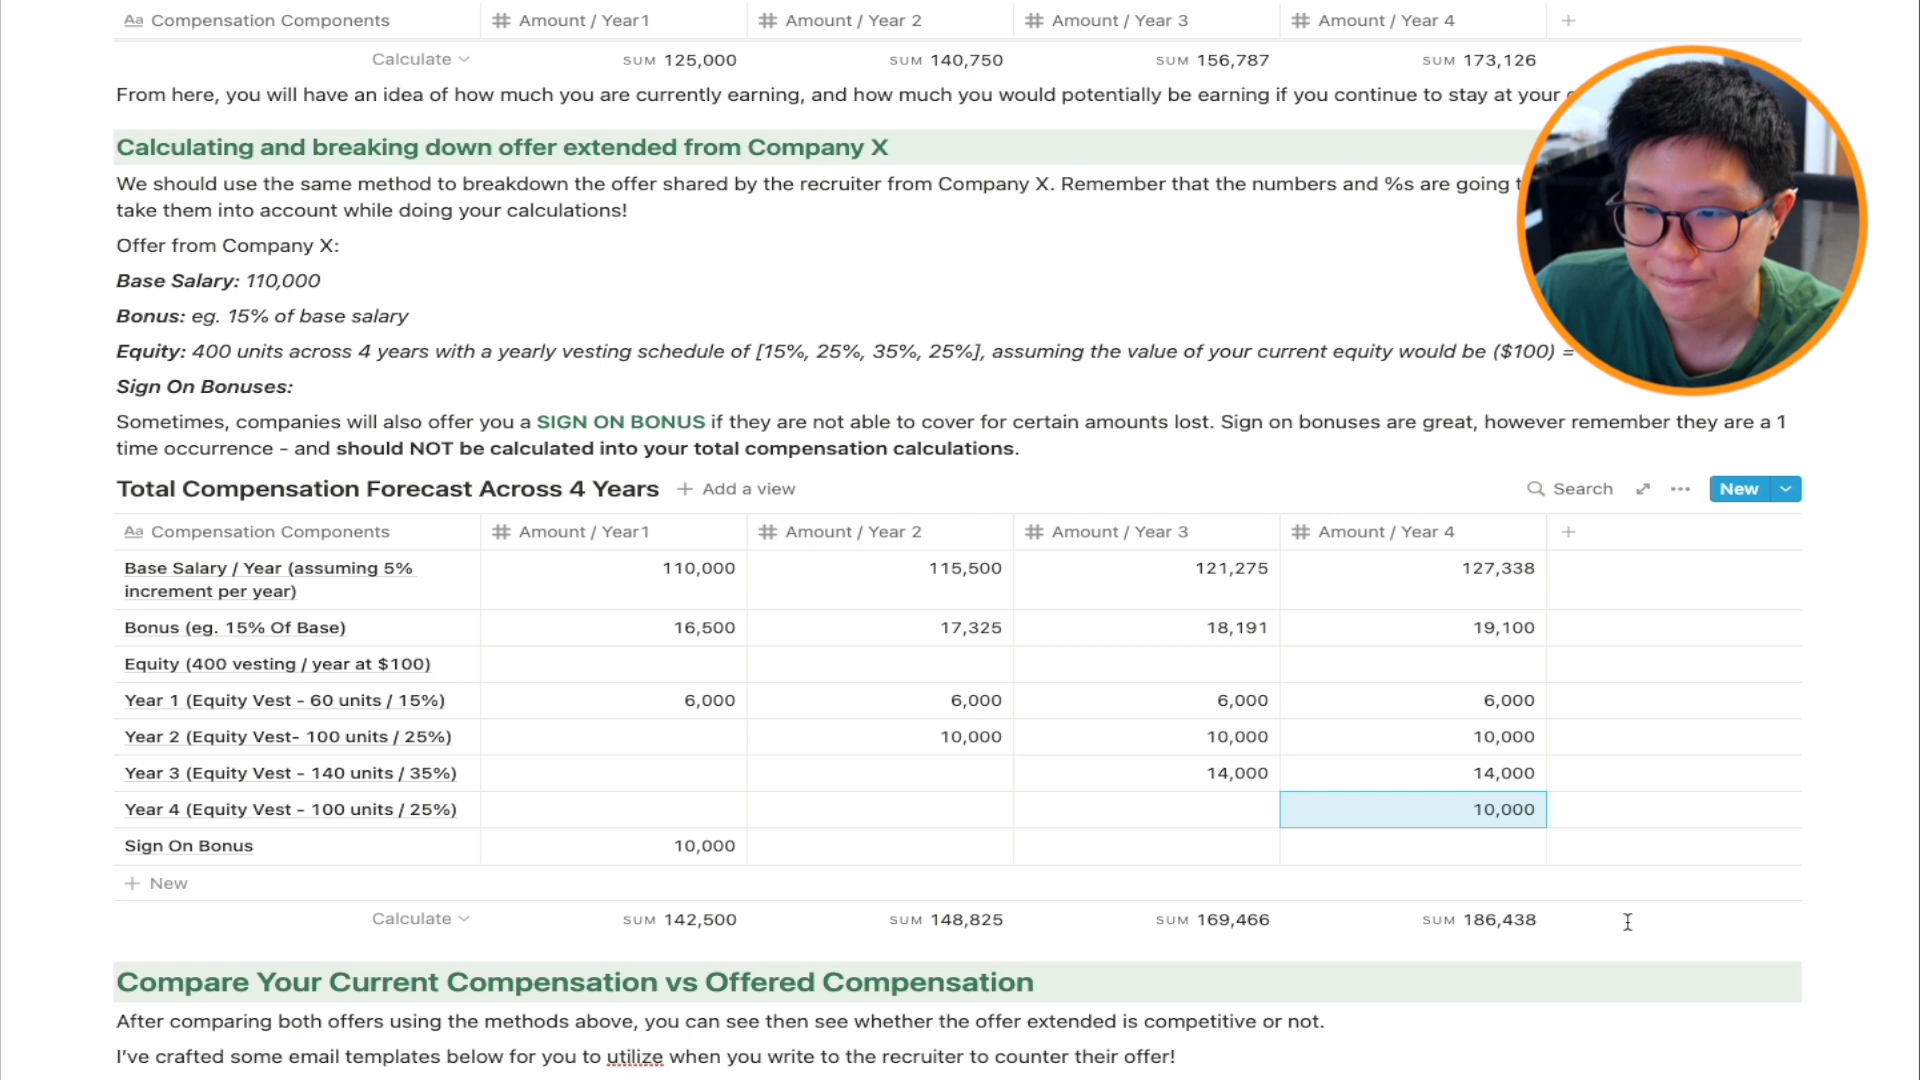 Aa Compensation Components # Amount / Year1 # Amount / Year 2 # Amount / Year 3 # Amount / Year 4 +
Calculate SUM 125,000 SUM 140,750 SUM 156,787 SUM 173,126
From here, you will have an idea of how much you are currently earning, and how much you would potentially be earning if you continue to stay at your
Calculating and breaking down offer extended from Company X
We should use the same method to breakdown the offer shared by the recruiter from Company X. Remember that the numbers and %s are going
take them into account while doing your calculations!
Offer from Company X:
Base Salary: 110,000
Bonus: eg. 15% of base salary
Equity: 400 units across 4 years with a yearly vesting schedule of [15%, 25%, 35%, 25%], assuming the value of your current equity would be ($100) =
Sign On Bonuses:
Sometimes, companies will also offer you a SIGN ON BONUS if they are not able to cover for certain amounts lost. Sign on bonuses are great, however remember they are a 1
time occurrence - and should NOT be calculated into your total compensation calculations.
Total Compensation Forecast Across 4 Years + Add a view Search ••• New
Aa Compensation Components # Amount / Year1 # Amount / Year 2 # Amount / Year 3 # Amount / Year 4 +
Base Salary / Year (assuming 5% 110,000 115,500 121,275 127,338
increment per year)
Bonus (eg. 15% Of Base) 16,500 17,325 18,191 19,100
Equity (400 vesting / year at $100)
Year 1 (Equity Vest - 60 units / 15%) 6,000 6,000 6,000 6,000
Year 2 (Equity Vest- 100 units / 25%) 10,000 10,000 10,000
Year 3 (Equity Vest - 140 units / 35%) 14,000 14,000
Year 4 (Equity Vest - 100 units / 25%) 10,000
Sign On Bonus 10,000
+ New
Calculate SUM 142,500 SUM 148,825 SUM 169,466 SUM 186,438
Compare Your Current Compensation vs Offered Compensation
After comparing both offers using the methods above, you can see then see whether the offer extended is competitive or not.
I've crafted some email templates below for you to utilize when you write to the recruiter to counter their offer!